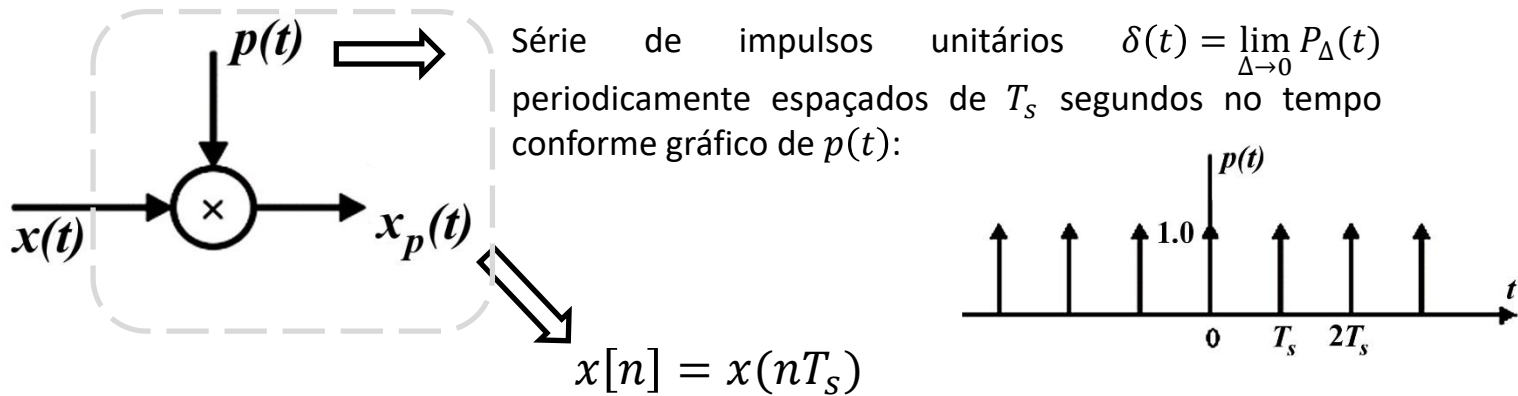 p(t)
x(t)
×
x_p(t)
Série de impulsos unitários δ(t) = lim_{Δ→0} P_Δ(t)
periodicamente espaçados de T_s segundos no tempo
conforme gráfico de p(t):
p(t)
1.0
t
0 T_s 2T_s
x[n] = x(nT_s)